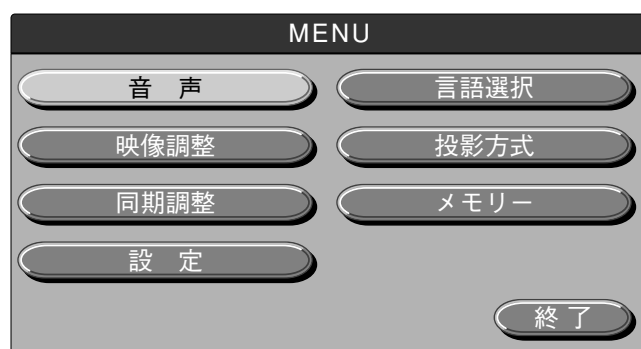 MENU
音 声
言語選択
映像調整
投影方式
同期調整
メモリー
設 定
終 了